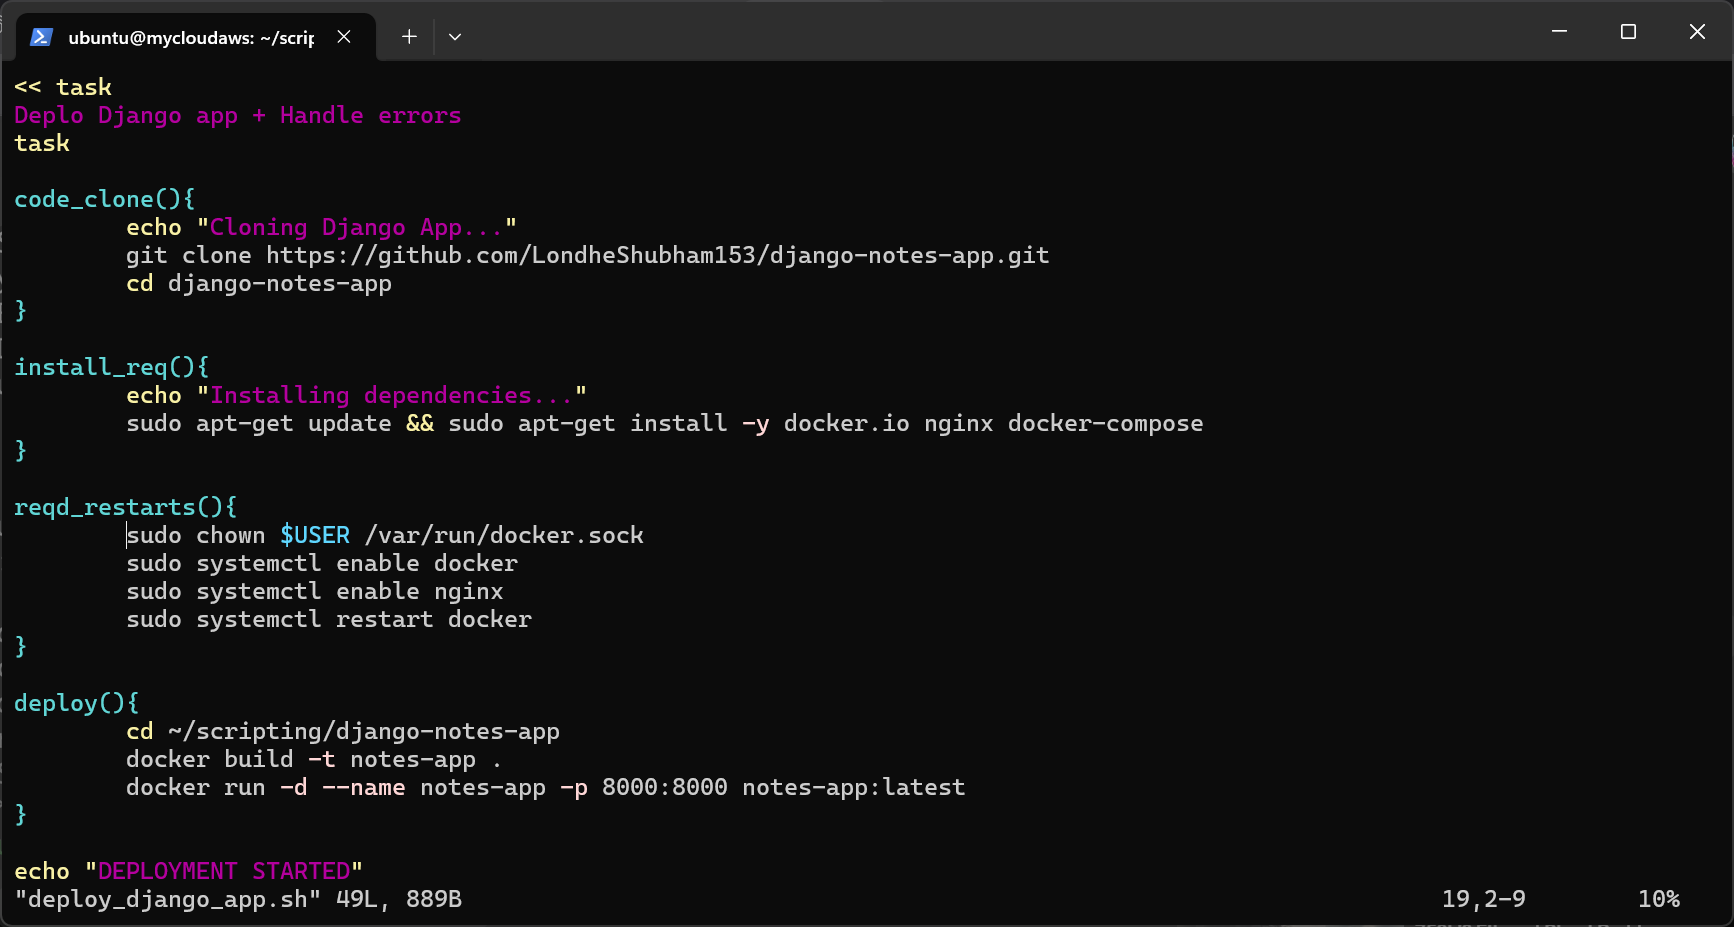 ubuntu@mycloudaws: ~/scrip
<< task
Deplo Django app + Handle errors
task
code_clone(){
echo "Cloning Django App..."
git clone https://github.com/LondheShubham153/django-notes-app.git
cd django-notes-app
}
install_req(){
echo "Installing dependencies..."
sudo apt-get update && sudo apt-get install -y docker.io nginx docker-compose
}
reqd_restarts(){
sudo chown $USER /var/run/docker.sock
sudo systemctl enable docker
sudo systemctl enable nginx
sudo systemctl restart docker
}
deploy(){
cd ~/scripting/django-notes-app
docker build -t notes-app .
docker run -d --name notes-app -p 8000:8000 notes-app:latest
}
echo "DEPLOYMENT STARTED"
"deploy_django_app.sh" 49L, 889B 19,2-9 10%